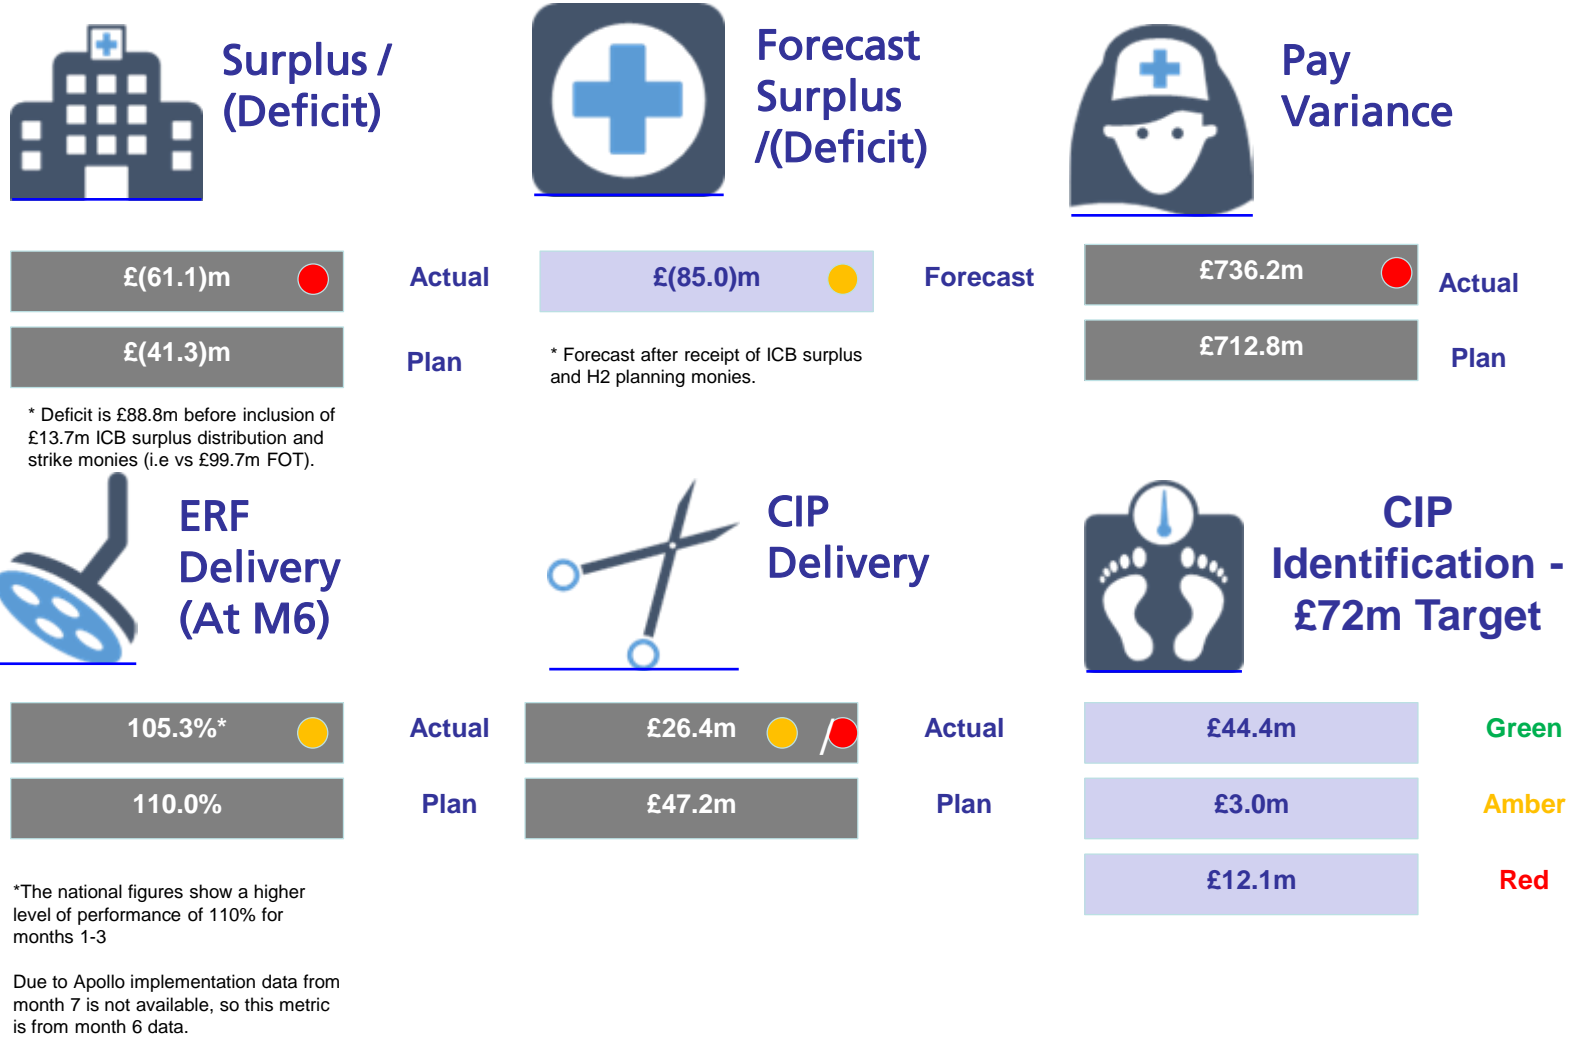 Surplus /
(Deficit)
£(61.1)m
Actual
£(41.3)m
Plan
* Deficit is £88.8m before inclusion of
£13.7m ICB surplus distribution and
strike monies (i.e vs £99.7m FOT).
Forecast
Surplus
/(Deficit)
£(85.0)m
Forecast
* Forecast after receipt of ICB surplus
and H2 planning monies.
Pay
Variance
£736.2m
Actual
£712.8m
Plan
ERF
Delivery
(At M6)
105.3%*
Actual
110.0%
Plan
*The national figures show a higher
level of performance of 110% for
months 1-3
Due to Apollo implementation data from
month 7 is not available, so this metric
is from month 6 data.
CIP
Delivery
£26.4m /
Actual
£47.2m
Plan
CIP
Identification -
£72m Target
£44.4m
Green
£3.0m
Amber
£12.1m
Red